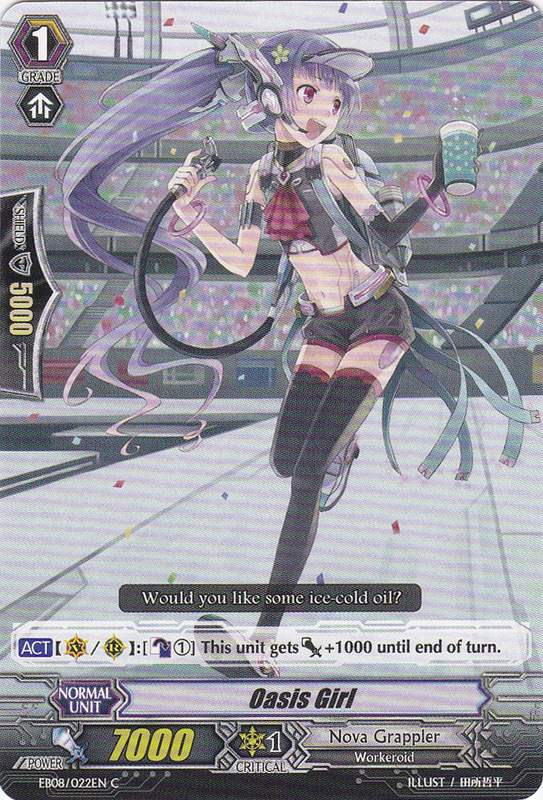 1
GRADE
SHIELD
5000
Would you like some ice-cold oil?
ACT【 V / R 】:[ ①] This unit gets +1000 until end of turn.
NORMAL
UNIT
Oasis Girl
POWER
7000
1
CRITICAL
Nova Grappler
Workeroid
EB08/022EN C
ILLUST / 田所哲平